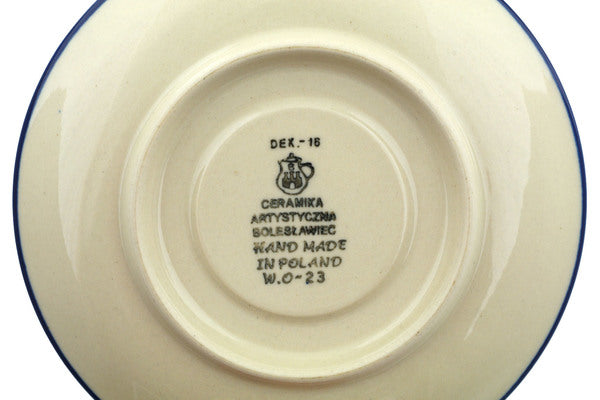 DEK.-16
CERAMIKA
ARTYSTYCZNA
BOLESŁAWIEC
HAND MADE
IN POLAND
W.O-23